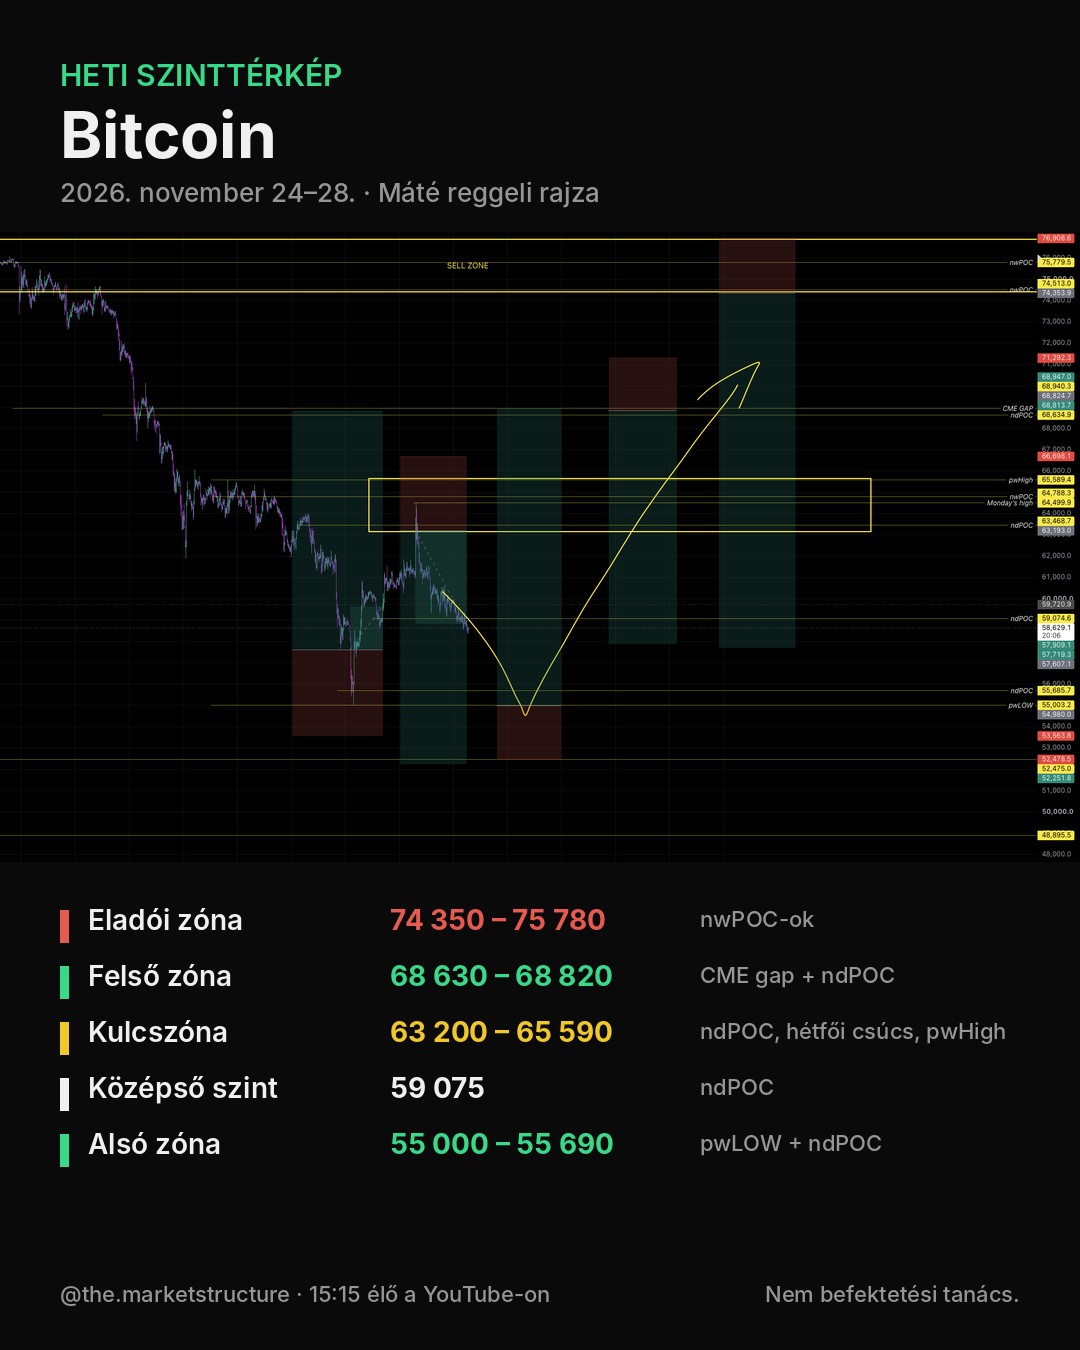 HETI SZINTTÉRKÉP
Bitcoin
2026. november 24–28. · Máté reggeli rajza
76,908.6
SELL ZONE
nwPOC 75,779.5
74,513.0
nwPOC
74,353.9
74,000.0
73,000.0
72,000.0
71,292.3
68,947.0
68,940.3
68,824.7
CME GAP 68,813.7
ndPOC 68,634.9
68,000.0
67,000.0
66,698.1
66,000.0
pwHigh 65,589.4
nwPOC 64,788.3
Monday's high 64,499.9
64,000.0
ndPOC 63,468.7
63,193.0
62,000.0
61,000.0
60,000.0
59,720.9
ndPOC 59,074.6
58,629.1
20:06
57,909.1
57,719.3
57,607.1
56,000.0
ndPOC 55,685.7
pwLOW 55,003.2
54,980.0
54,000.0
53,563.8
53,000.0
52,478.5
52,475.0
52,251.8
51,000.0
50,000.0
48,895.5
48,000.0
Eladói zóna 74 350 – 75 780 nwPOC-ok
Felső zóna 68 630 – 68 820 CME gap + ndPOC
Kulcszóna 63 200 – 65 590 ndPOC, hétfői csúcs, pwHigh
Középső szint 59 075 ndPOC
Alsó zóna 55 000 – 55 690 pwLOW + ndPOC
@the.marketstructure · 15:15 élő a YouTube-on
Nem befektetési tanács.